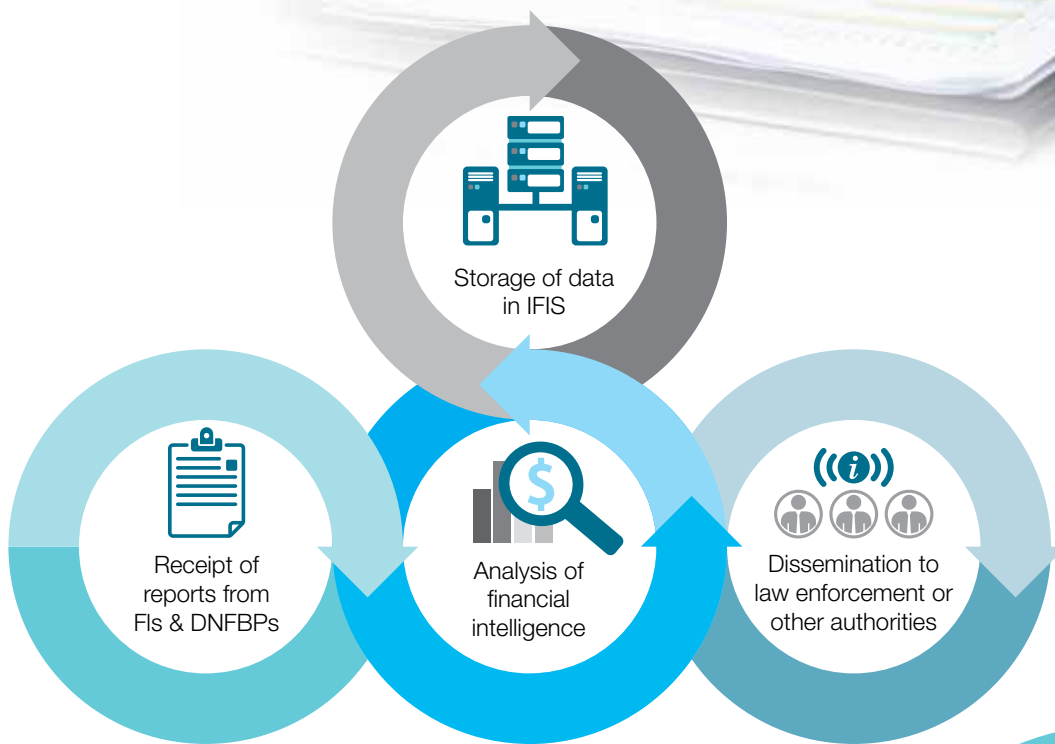 Storage of data
in IFIS
Receipt of
reports from
FIs & DNFBPs
$
Analysis of
financial
intelligence
((i))
Dissemination to
law enforcement or
other authorities